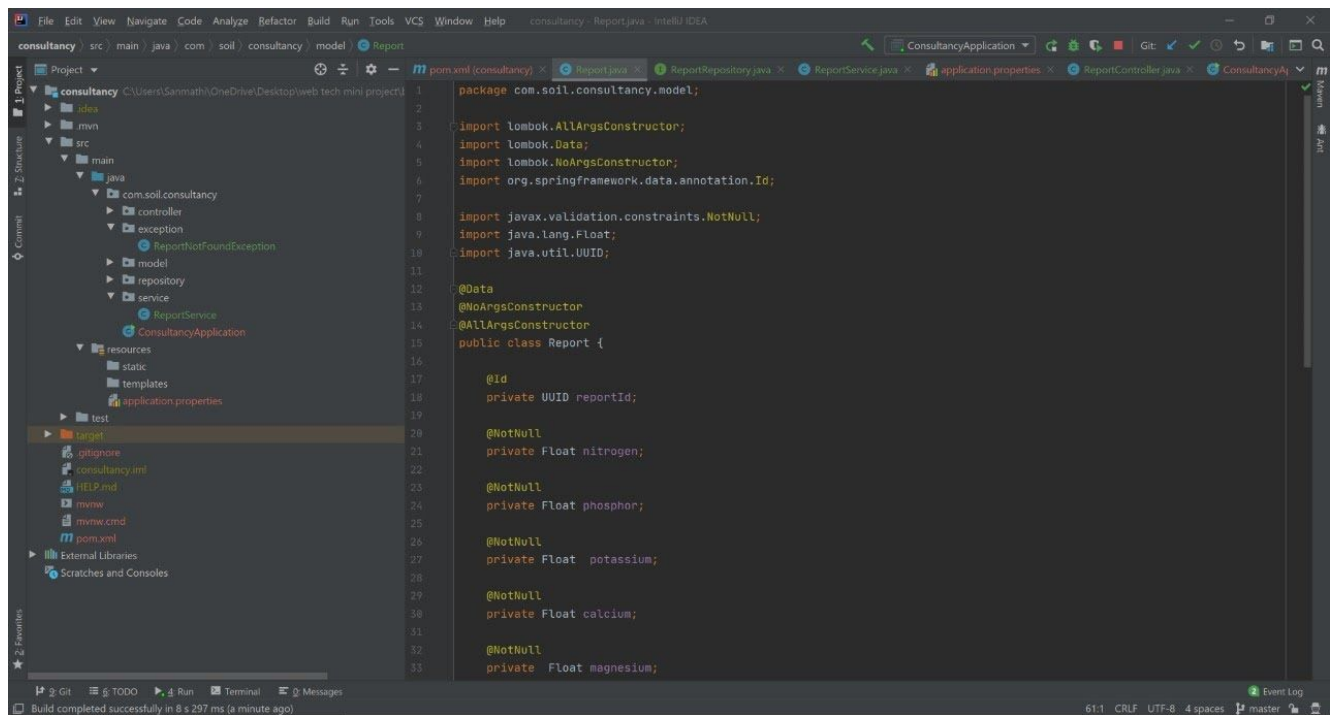 File Edit View Navigate Code Analyze Refactor Build Run Tools VCS Window Help consultancy - Report.java - IntelliJ IDEA
consultancy src main java com soil consultancy model Report ConsultancyApplication Git:
Project pom.xml (consultancy) Report.java ReportRepository.java ReportService.java application.properties ReportController.java ConsultancyAp
1: Project
Z: Structure
Commit
2: Favorites
Maven
Ant
consultancy C:\Users\Sanmathi\OneDrive\Desktop\web tech mini project\
.idea
.mvn
src
main
java
com.soil.consultancy
controller
exception
ReportNotFoundException
model
repository
service
ReportService
ConsultancyApplication
resources
static
templates
application.properties
test
target
.gitignore
consultancy.iml
HELP.md
mvnw
mvnw.cmd
pom.xml
External Libraries
Scratches and Consoles
1 package com.soil.consultancy.model;
2
3 import lombok.AllArgsConstructor;
4 import lombok.Data;
5 import lombok.NoArgsConstructor;
6 import org.springframework.data.annotation.Id;
7
8 import javax.validation.constraints.NotNull;
9 import java.lang.Float;
10 import java.util.UUID;
11
12 @Data
13 @NoArgsConstructor
14 @AllArgsConstructor
15 public class Report {
16
17 @Id
18 private UUID reportId;
19
20 @NotNull
21 private Float nitrogen;
22
23 @NotNull
24 private Float phosphor;
25
26 @NotNull
27 private Float  potassium;
28
29 @NotNull
30 private Float calcium;
31
32 @NotNull
33 private  Float magnesium;
9: Git 6: TODO 4: Run Terminal 0: Messages 2 Event Log
Build completed successfully in 8 s 297 ms (a minute ago) 61:1 CRLF UTF-8 4 spaces master